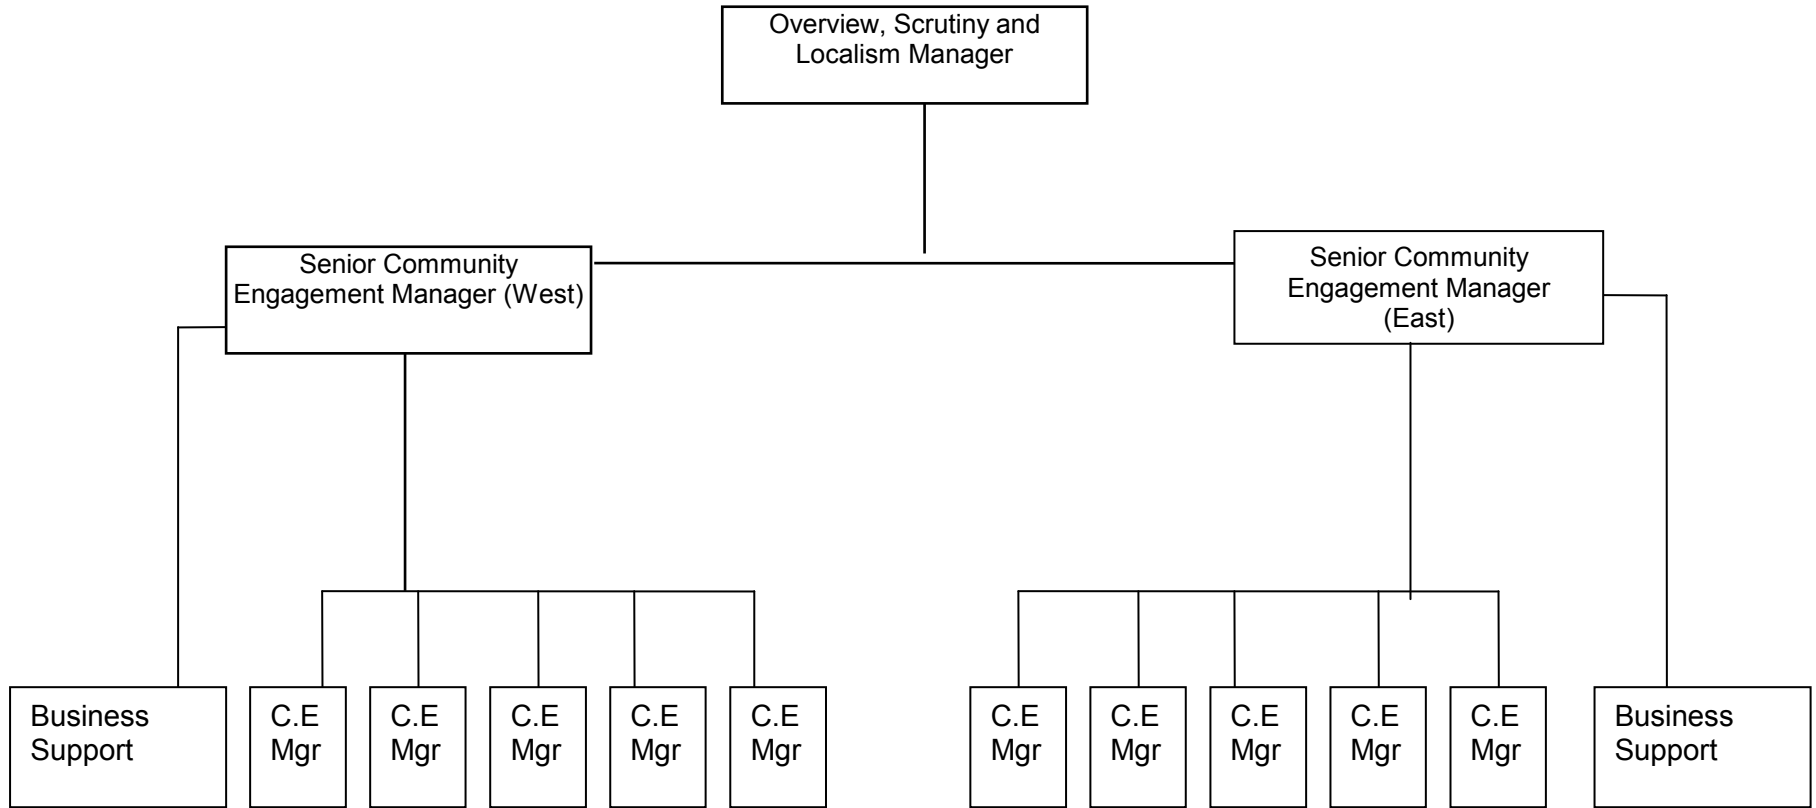 Overview, Scrutiny and
Localism Manager
Senior Community
Engagement Manager (West)
Senior Community
Engagement Manager
(East)
Business
Support
C.E
Mgr
C.E
Mgr
C.E
Mgr
C.E
Mgr
C.E
Mgr
C.E
Mgr
C.E
Mgr
C.E
Mgr
C.E
Mgr
C.E
Mgr
Business
Support